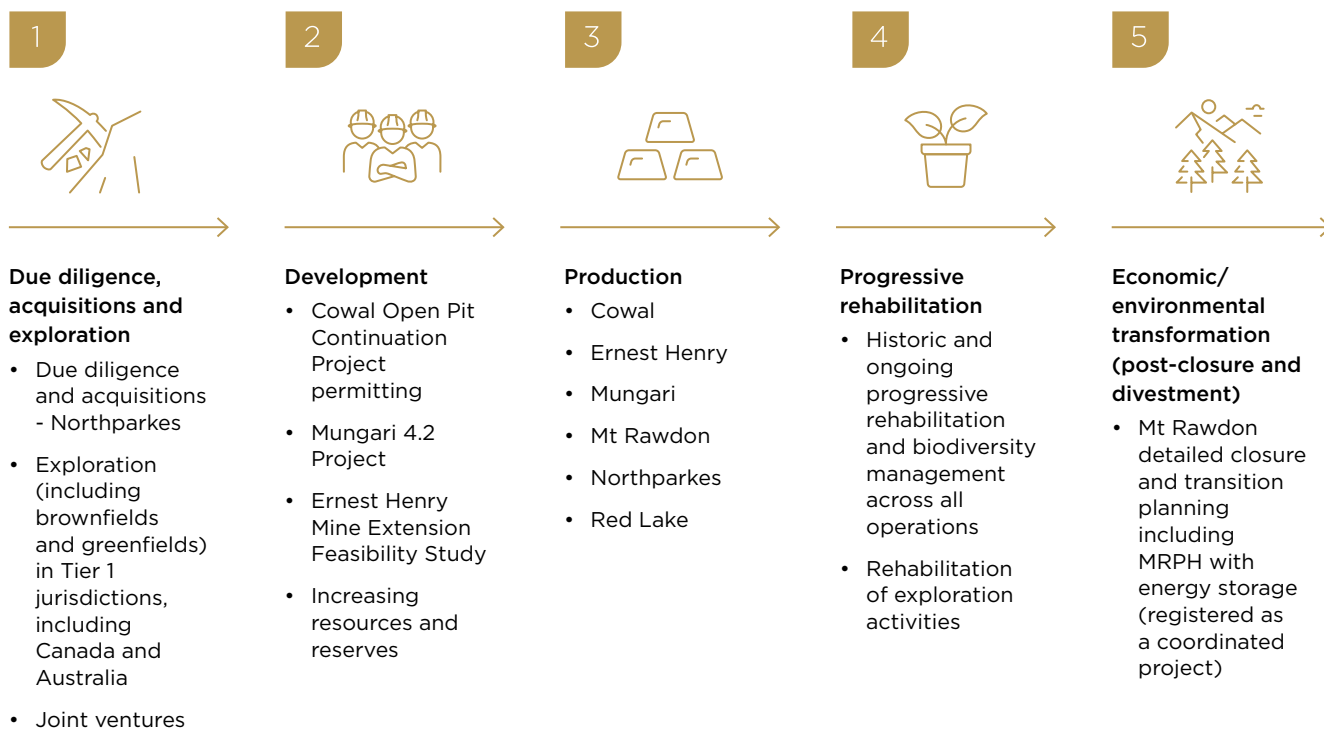 1
2
3
4
5
Due diligence,
acquisitions and
exploration
• Due diligence
and acquisitions
- Northparkes
• Exploration
(including
brownfields
and greenfields)
in Tier 1
jurisdictions,
including
Canada and
Australia
• Joint ventures
Development
• Cowal Open Pit
Continuation
Project
permitting
• Mungari 4.2
Project
• Ernest Henry
Mine Extension
Feasibility Study
• Increasing
resources and
reserves
Production
• Cowal
• Ernest Henry
• Mungari
• Mt Rawdon
• Northparkes
• Red Lake
Progressive
rehabilitation
• Historic and
ongoing
progressive
rehabilitation
and biodiversity
management
across all
operations
• Rehabilitation
of exploration
activities
Economic/
environmental
transformation
(post-closure and
divestment)
• Mt Rawdon
detailed closure
and transition
planning
including
MRPH with
energy storage
(registered as
a coordinated
project)